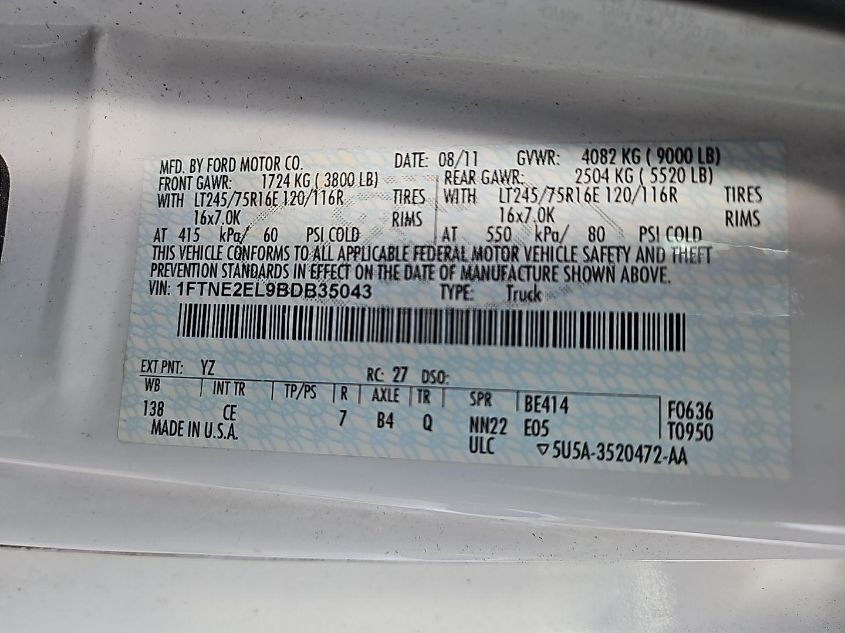 MFD. BY FORD MOTOR CO. DATE: 08/11 GVWR: 4082 KG ( 9000 LB)
FRONT GAWR: 1724 KG ( 3800 LB) REAR GAWR: 2504 KG ( 5520 LB)
WITH LT245/75R16E 120/116R TIRES WITH LT245/75R16E 120/116R TIRES
16x7.0K RIMS 16x7.0K RIMS
AT 415 kPa/ 60 PSI COLD AT 550 kPa/ 80 PSI COLD
THIS VEHICLE CONFORMS TO ALL APPLICABLE FEDERAL MOTOR VEHICLE SAFETY AND THEFT
PREVENTION STANDARDS IN EFFECT ON THE DATE OF MANUFACTURE SHOWN ABOVE.
VIN: 1FTNE2EL9BDB35043 TYPE: Truck
EXT PNT: YZ RC: 27 DSO:
WB INT TR TP/PS R AXLE TR SPR BE414 F0636
138 CE 7 B4 Q NN22 E05 T0950
MADE IN U.S.A. ULC ▽5U5A-3520472-AA